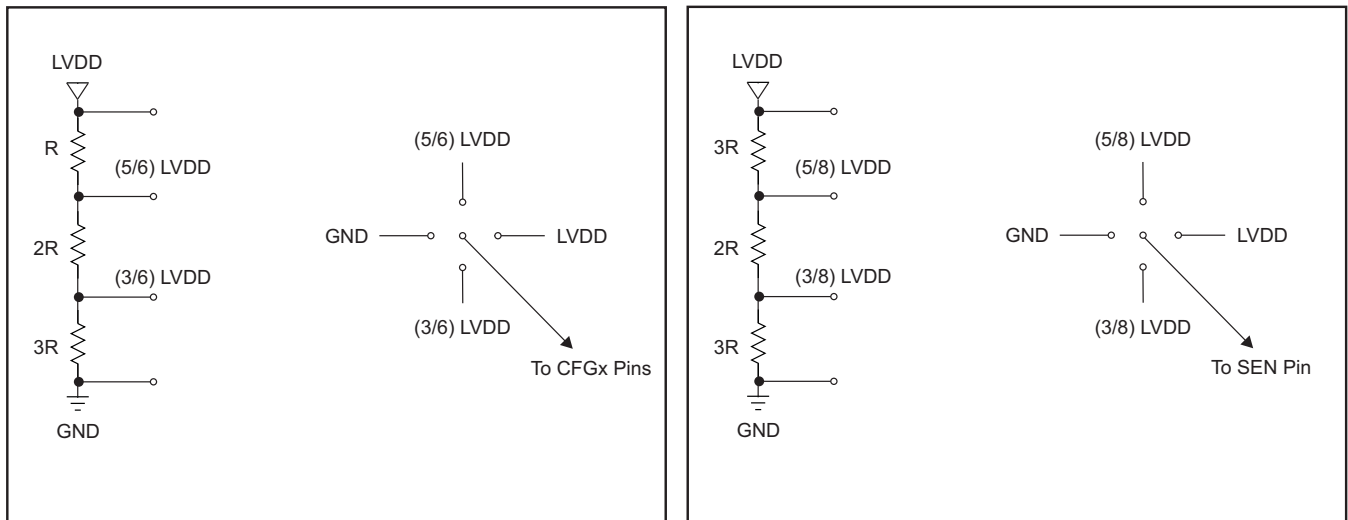 LVDD
R
(5/6) LVDD
2R
(3/6) LVDD
3R
GND
(5/6) LVDD
GND
LVDD
(3/6) LVDD
To CFGx Pins
LVDD
3R
(5/8) LVDD
2R
(3/8) LVDD
3R
GND
(5/8) LVDD
GND
LVDD
(3/8) LVDD
To SEN Pin